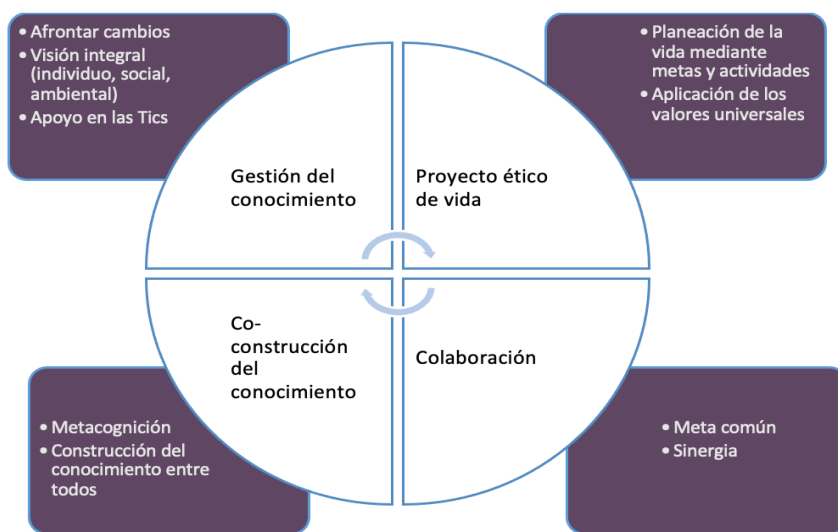 • Afrontar cambios
• Visión integral
(individuo, social,
ambiental)
• Apoyo en las Tics
• Planeación de la
vida mediante
metas y actividades
• Aplicación de los
valores universales
Gestión del
conocimiento
Proyecto ético
de vida
Co-
construcción
del
conocimiento
Colaboración
• Metacognición
• Construcción del
conocimiento entre
todos
• Meta común
• Sinergia